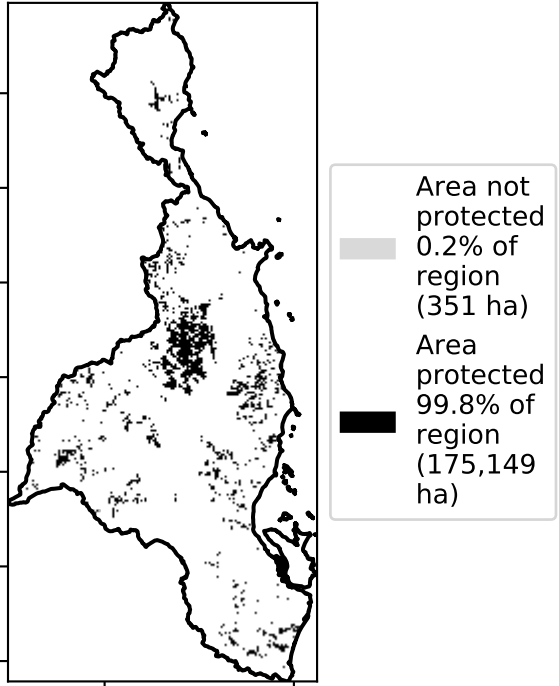 Area not
protected
0.2% of
region
(351 ha)
Area
protected
99.8% of
region
(175,149
ha)